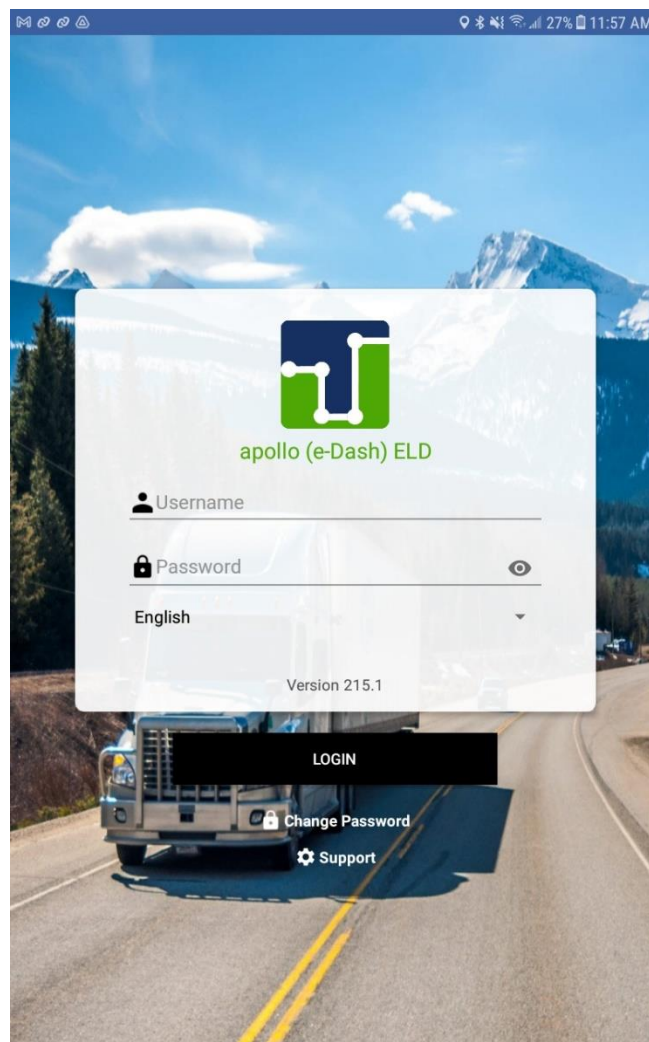 27% 11:57 AM
apollo (e-Dash) ELD
Username
Password
English
Version 215.1
LOGIN
Change Password
Support